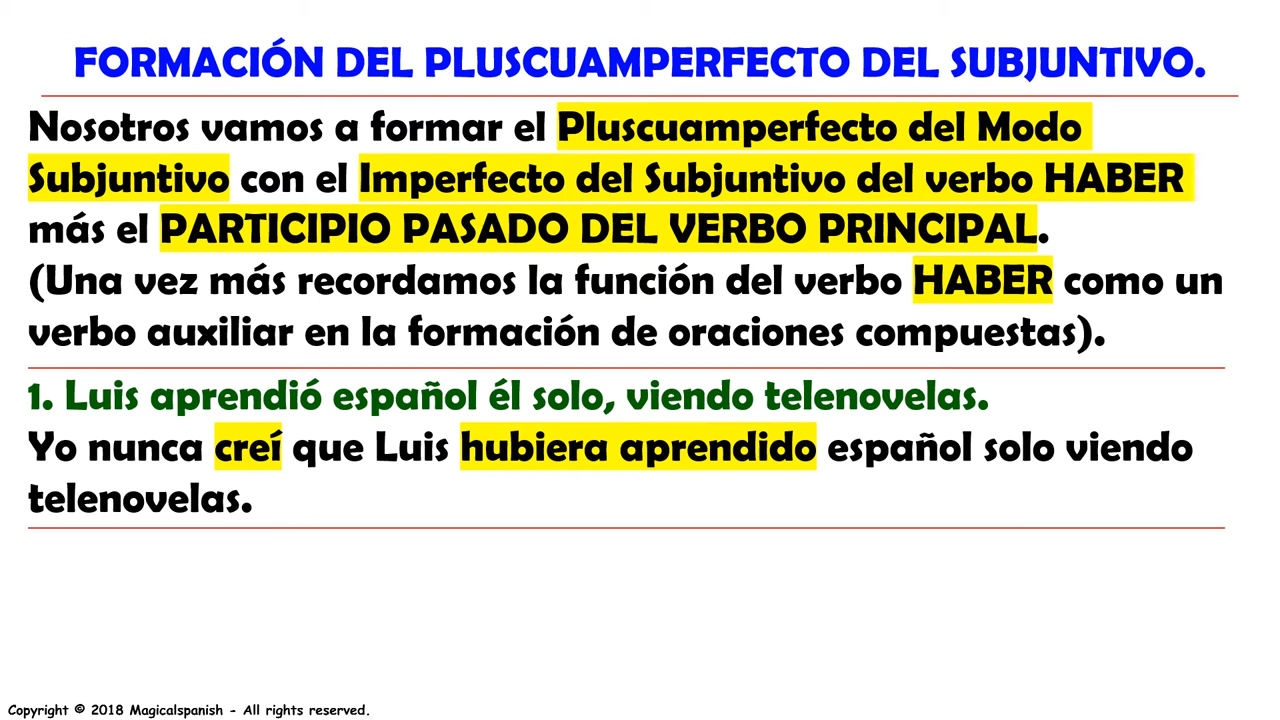 FORMACIÓN DEL PLUSCUAMPERFECTO DEL SUBJUNTIVO.
Nosotros vamos a formar el Pluscuamperfecto del Modo
Subjuntivo con el Imperfecto del Subjuntivo del verbo HABER
más el PARTICIPIO PASADO DEL VERBO PRINCIPAL.
(Una vez más recordamos la función del verbo HABER como un
verbo auxiliar en la formación de oraciones compuestas).
1. Luis aprendió español él solo, viendo telenovelas.
Yo nunca creí que Luis hubiera aprendido español solo viendo
telenovelas.
Copyright © 2018 Magicalspanish - All rights reserved.